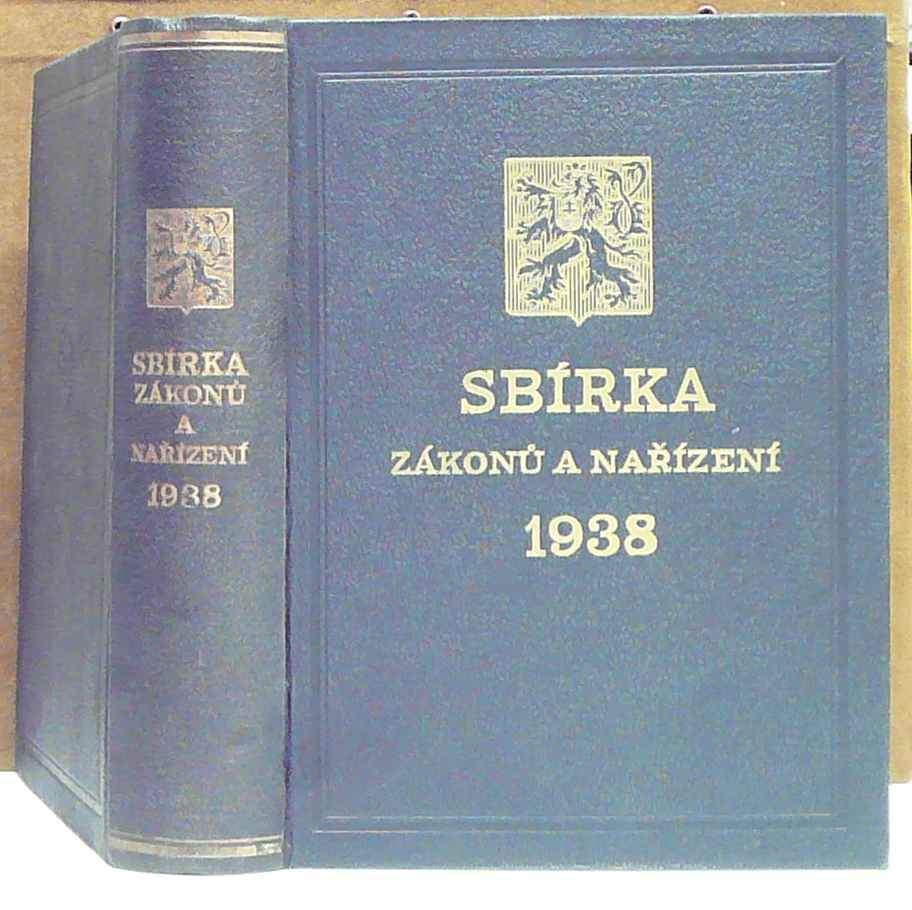 SBÍRKA
ZÁKONŮ
A
NAŘÍZENÍ
1938
SBÍRKA
ZÁKONŮ A NAŘÍZENÍ
1938